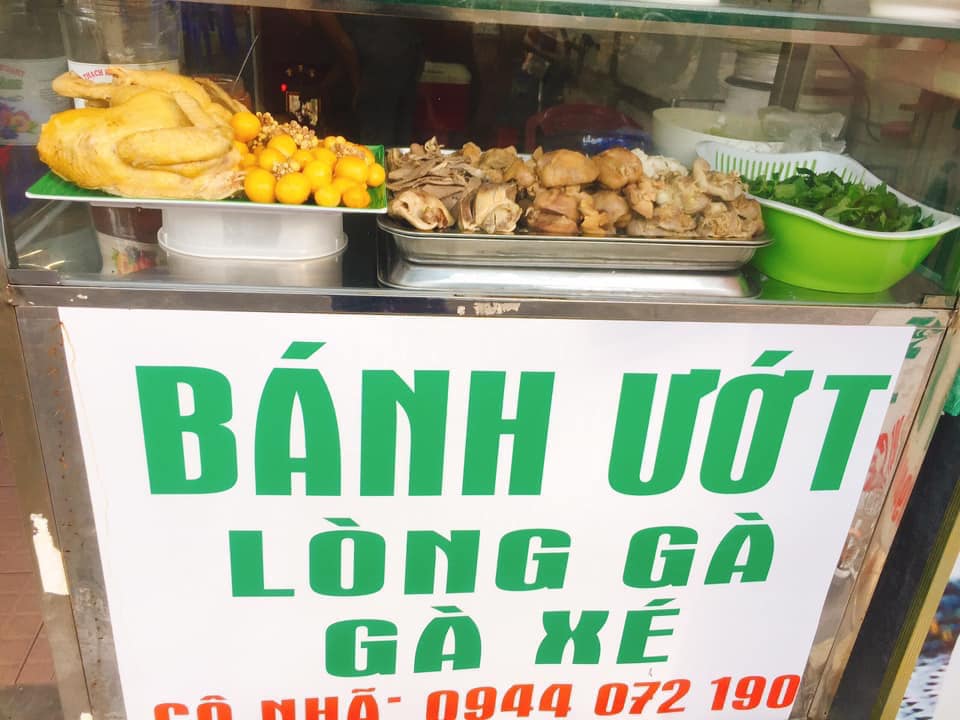 BÁNH ƯỚT
LÒNG GÀ
GÀ XÉ
CÔ NHÃ- 0944 072 190